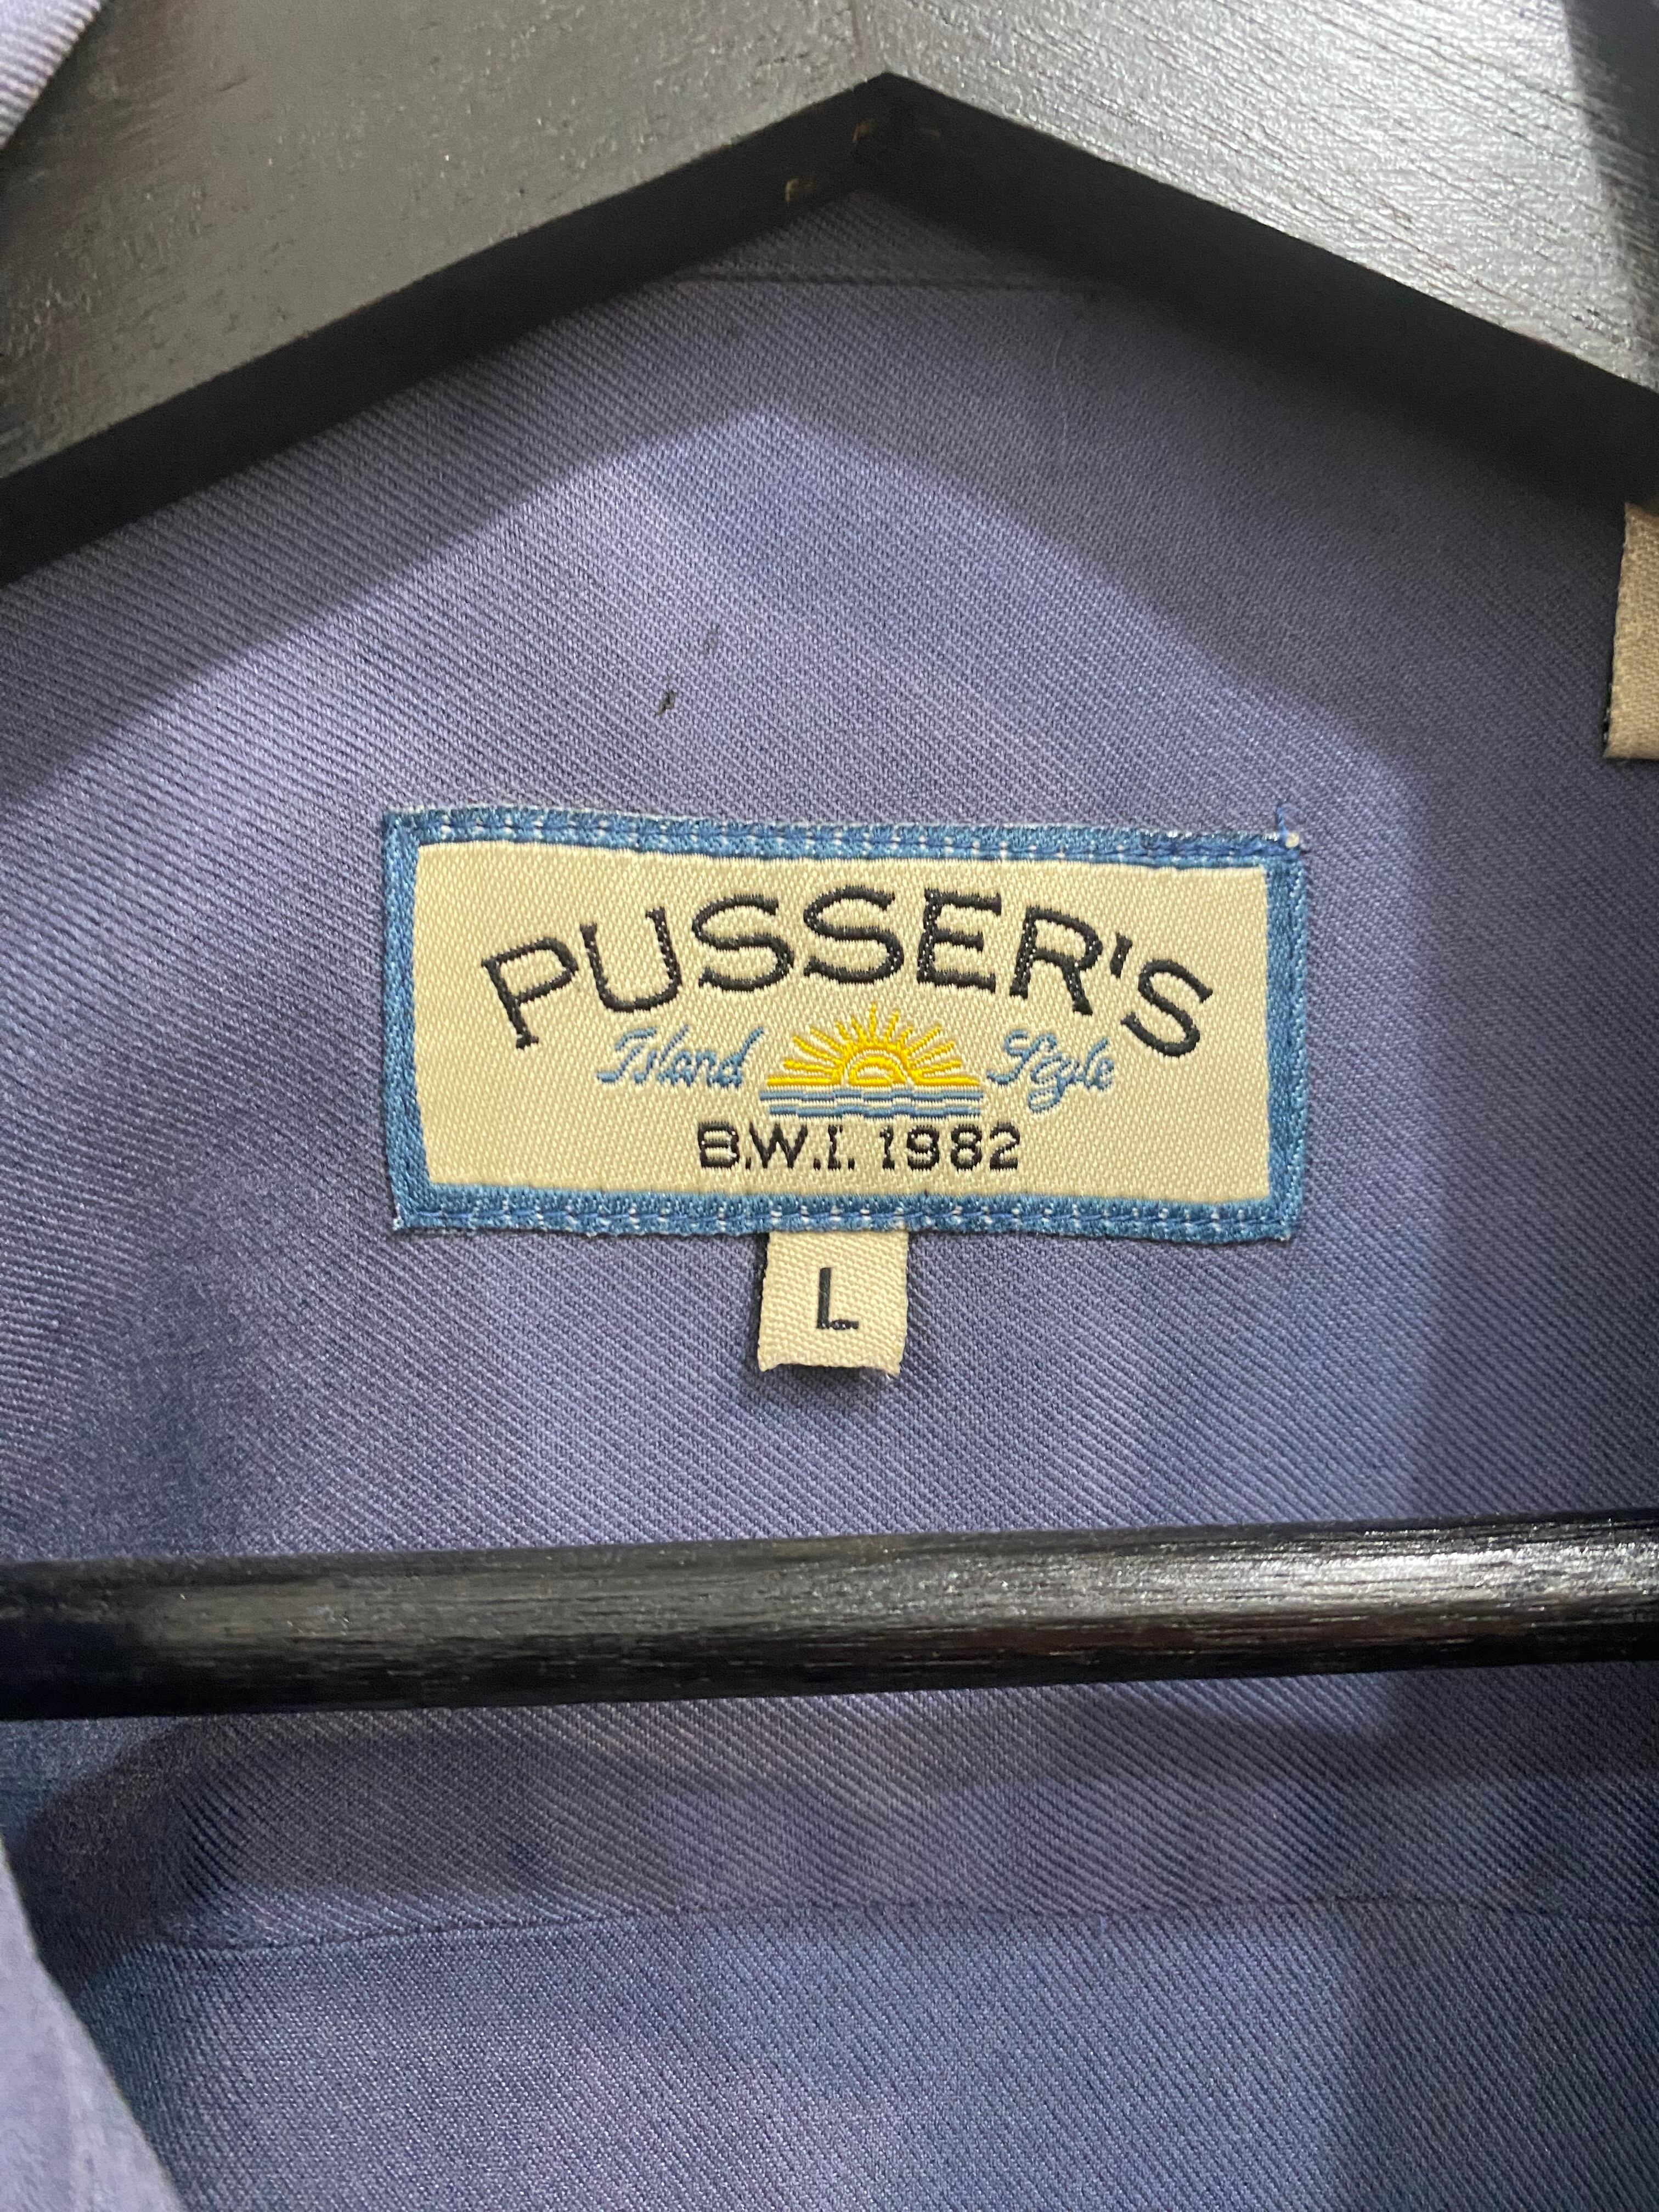 PUSSER'S
Island Style
B.W.I. 1982
L